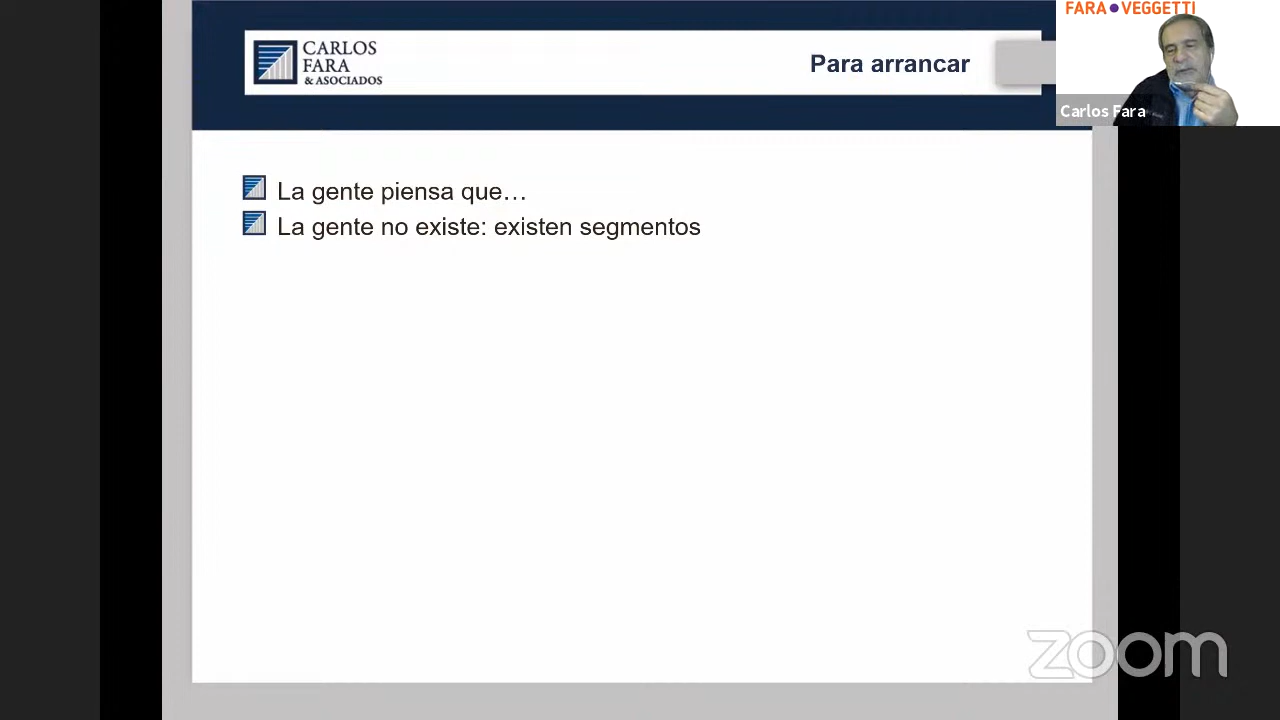 FARA VEGGETTI
CARLOS
FARA
& ASOCIADOS
Para arrancar
Carlos Fara
La gente piensa que…
La gente no existe: existen segmentos
zoom